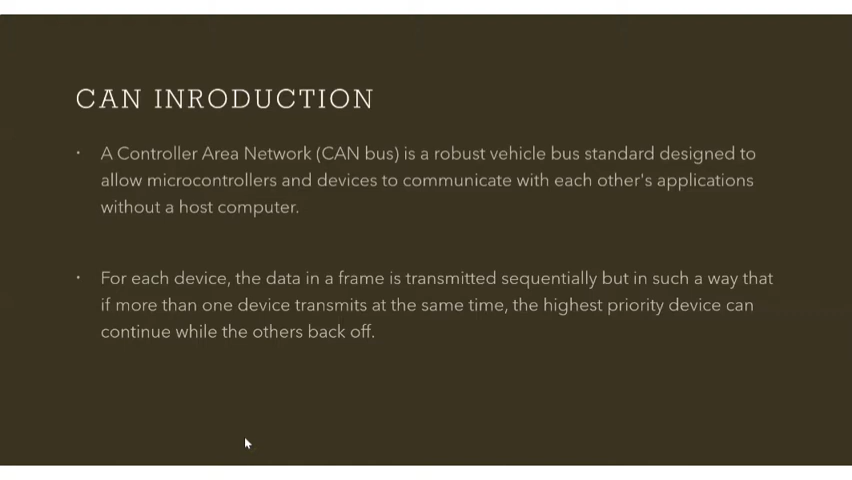 CAN INRODUCTION
· A Controller Area Network (CAN bus) is a robust vehicle bus standard designed to
allow microcontrollers and devices to communicate with each other's applications
without a host computer.
· For each device, the data in a frame is transmitted sequentially but in such a way that
if more than one device transmits at the same time, the highest priority device can
continue while the others back off.